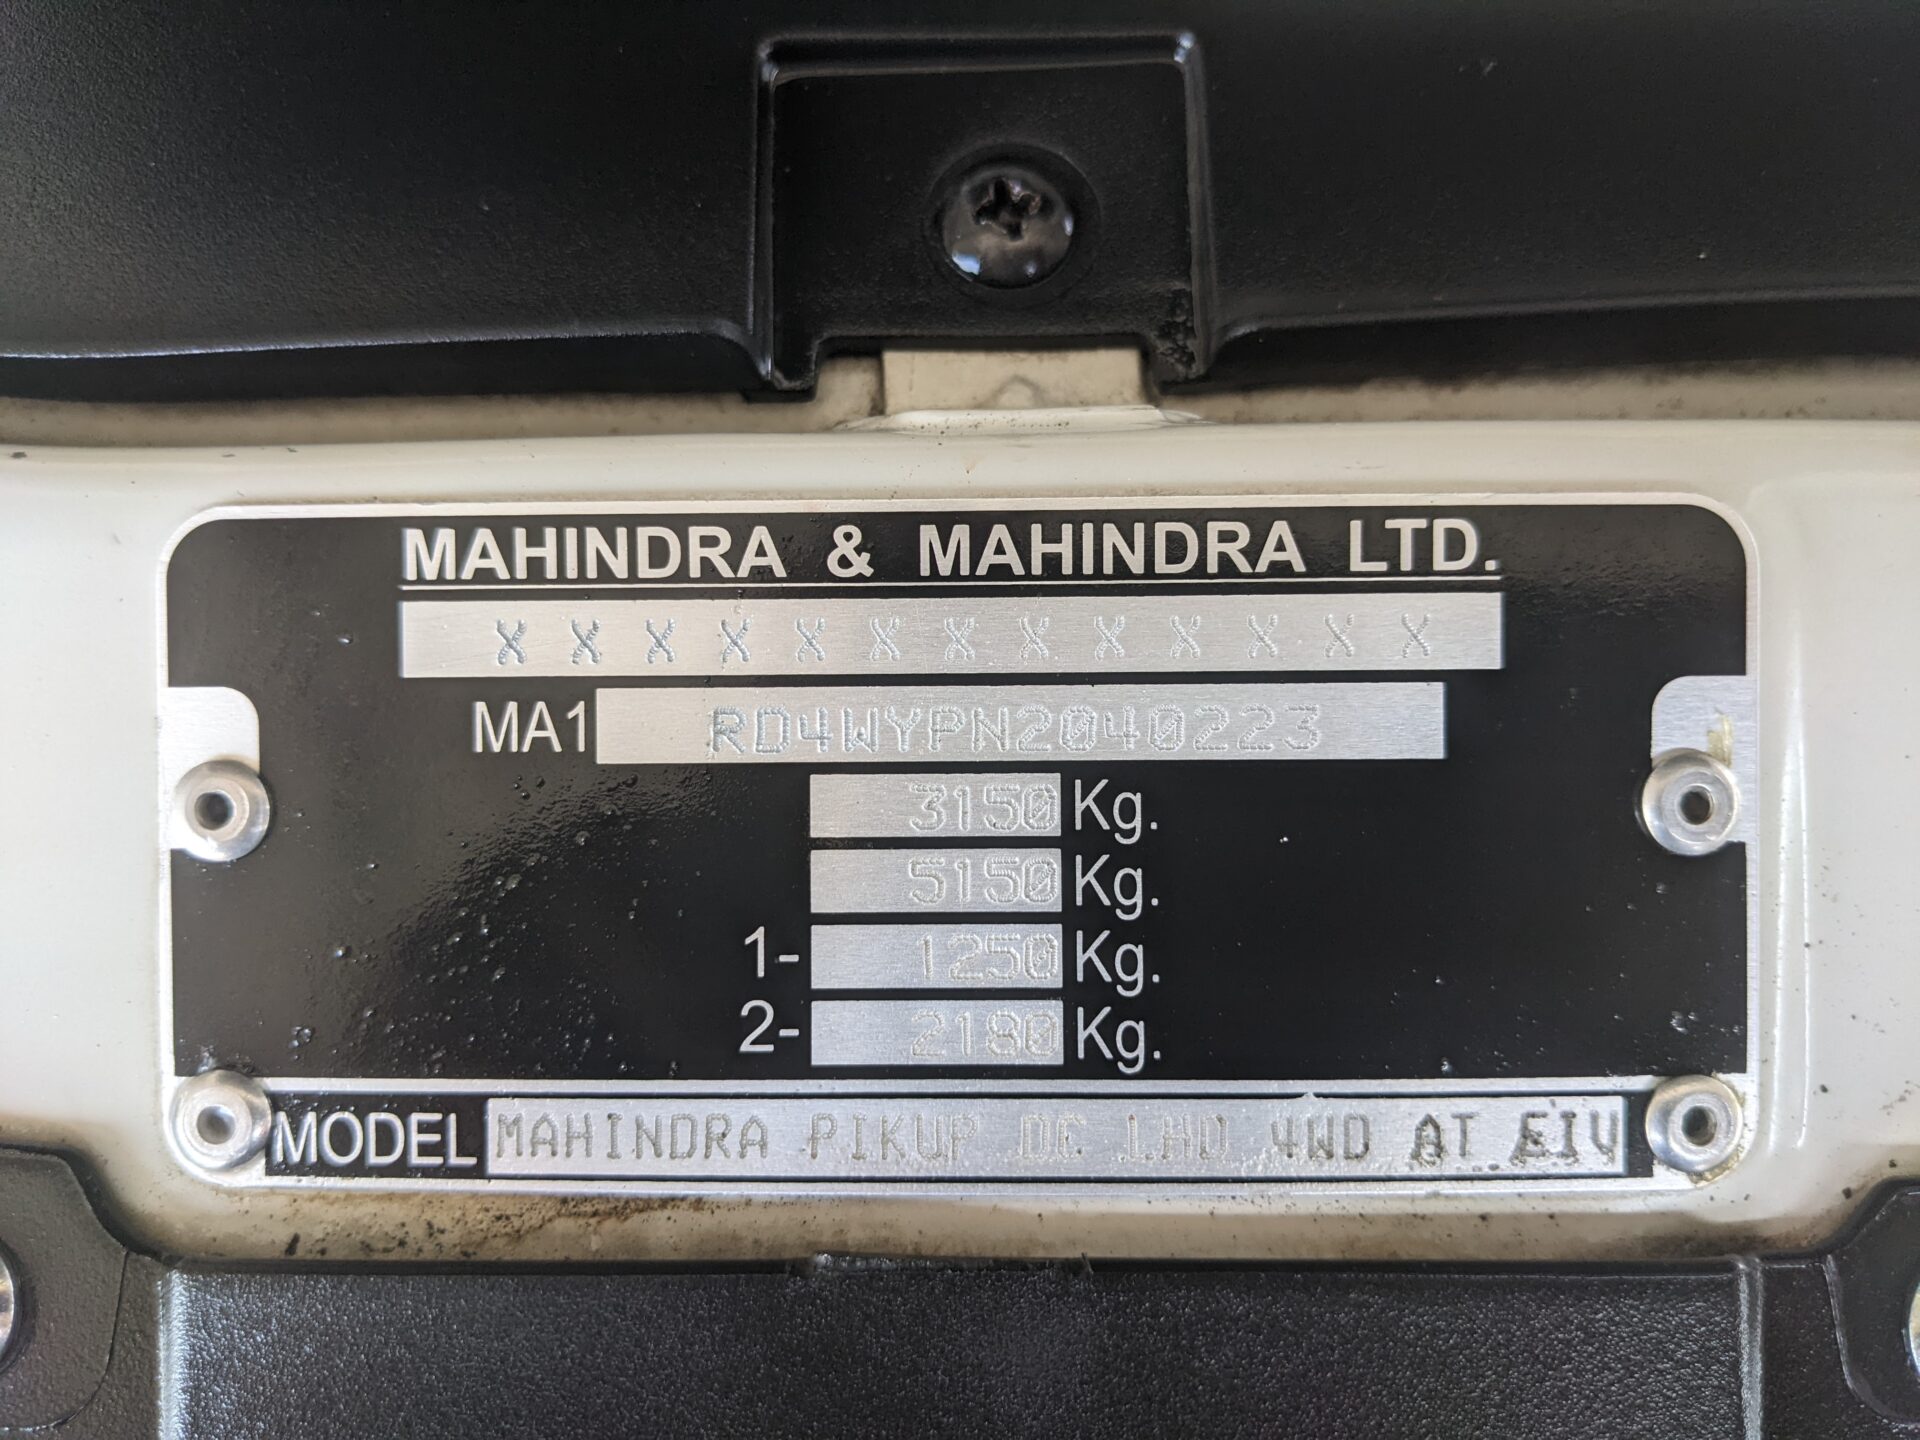 MAHINDRA & MAHINDRA LTD.
X X X X X X X X X X X X X
MA1 RD4WYPN2040223
3150 Kg.
5150 Kg.
1- 1250 Kg.
2- 2180 Kg.
MODEL MAHINDRA PIKUP DC LHD 4WD AT EIV